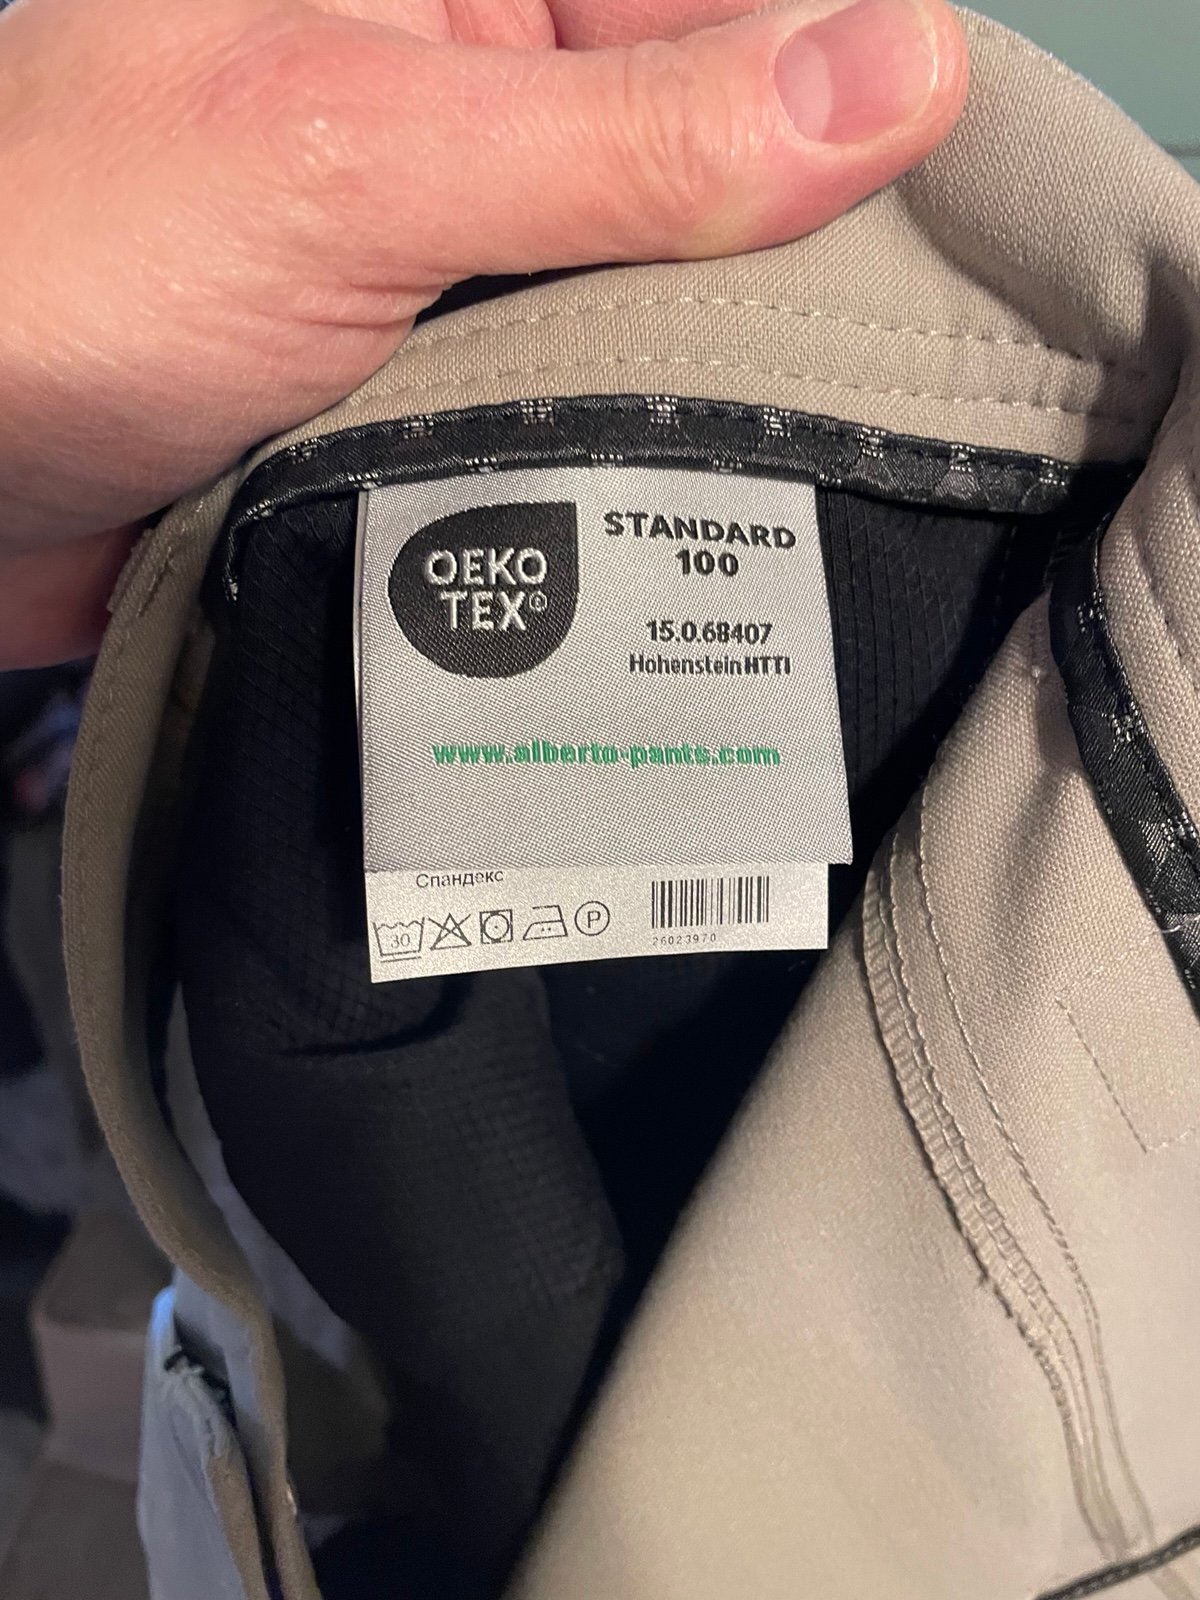 OEKO
TEX®
STANDARD
100
15.0.68407
Hohenstein HTTI
www.alberto-pants.com
Спандекс
30
P
26023970